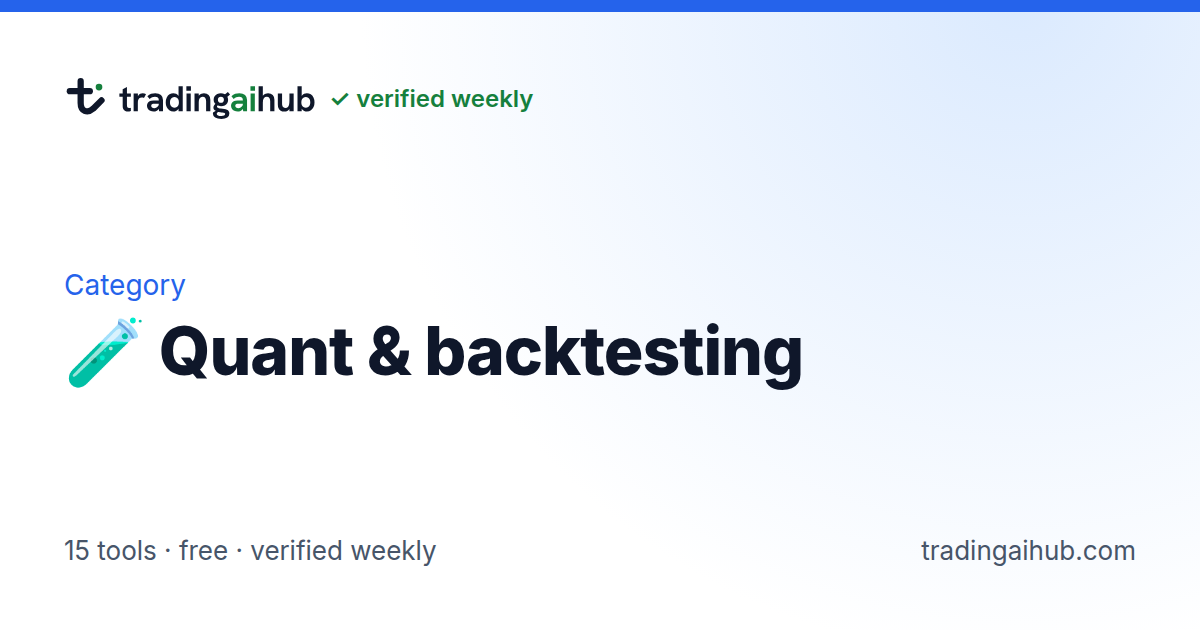 tradingaihub ✓ verified weekly
Category
🧪 Quant & backtesting
15 tools · free · verified weekly
tradingaihub.com